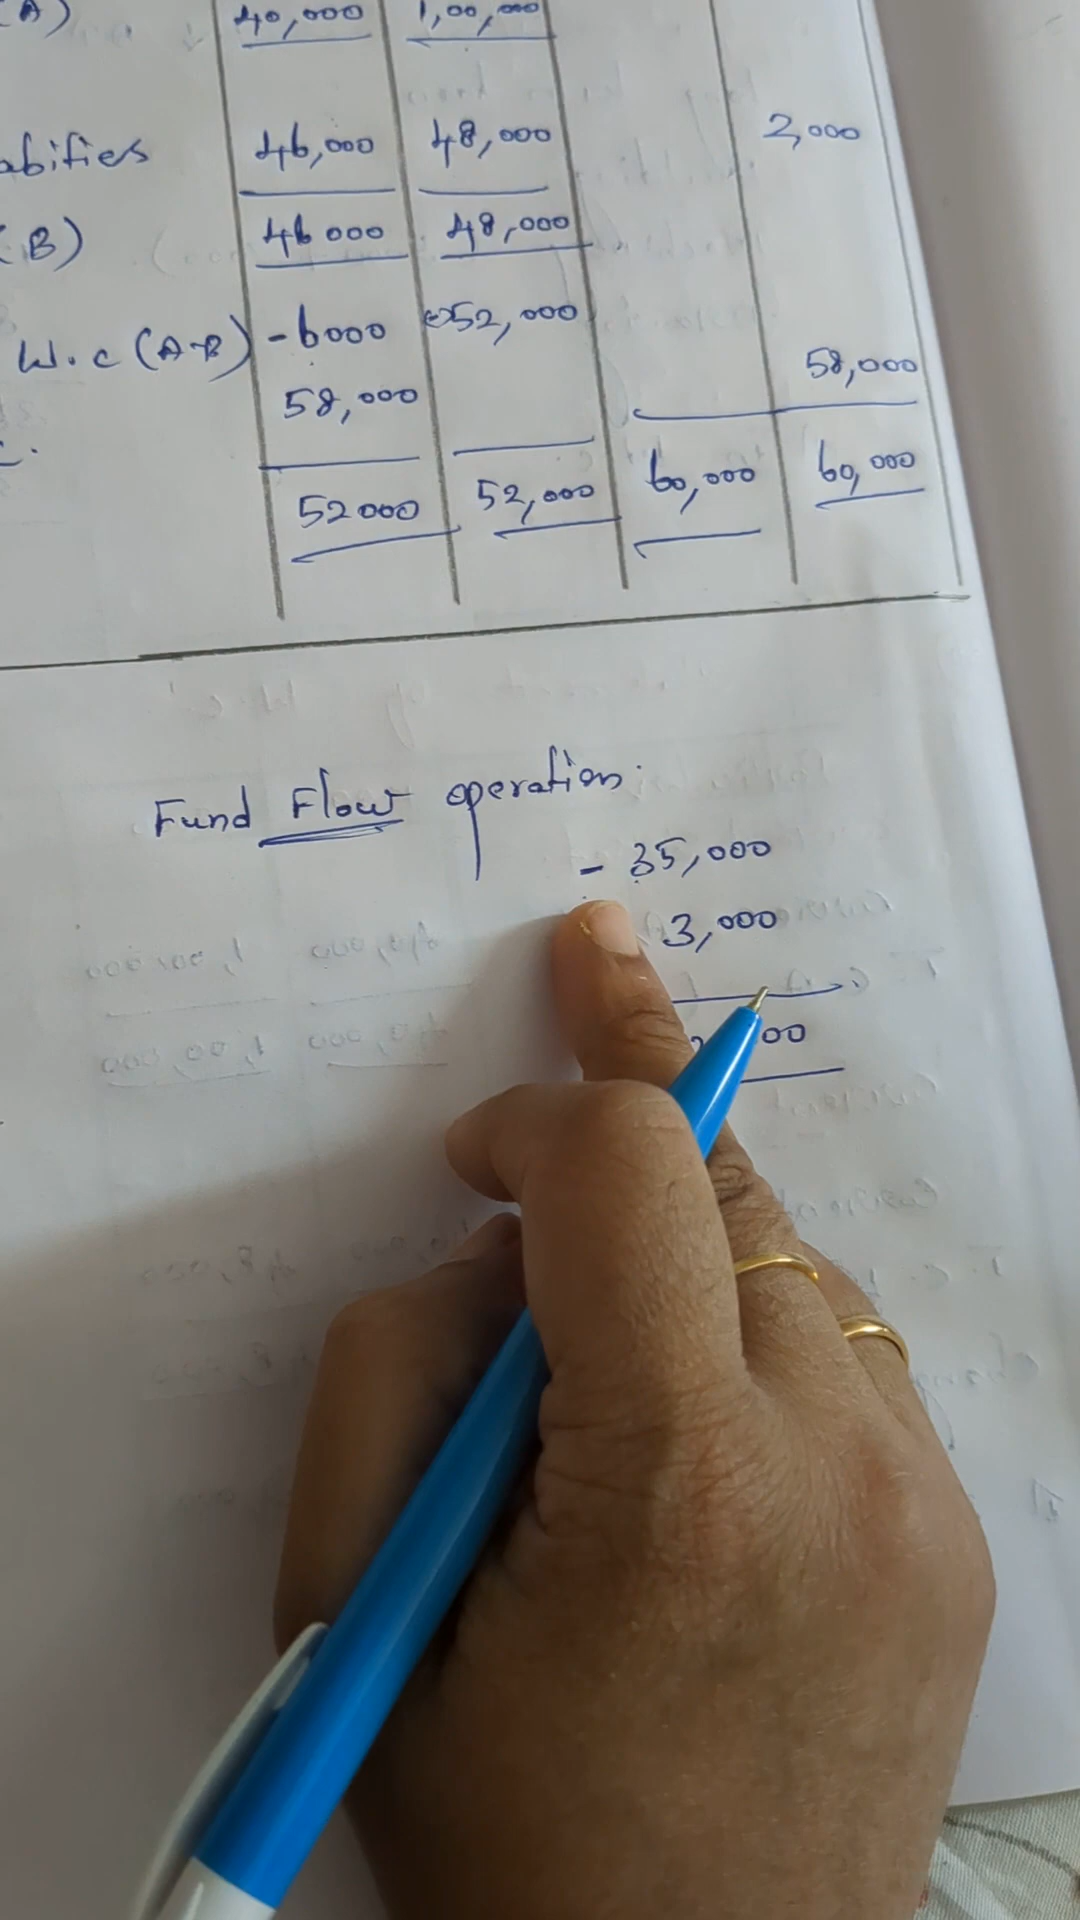 A) 40,000 1,00,000
abilities 46,000 48,000 2,000
(B) 46000 48,000
W.C (A-B) -6000 52,000
58,000 58,000
C.
52000 52,000 60,000 60,000
Fund Flow operation.
- 35,000
3,000
00